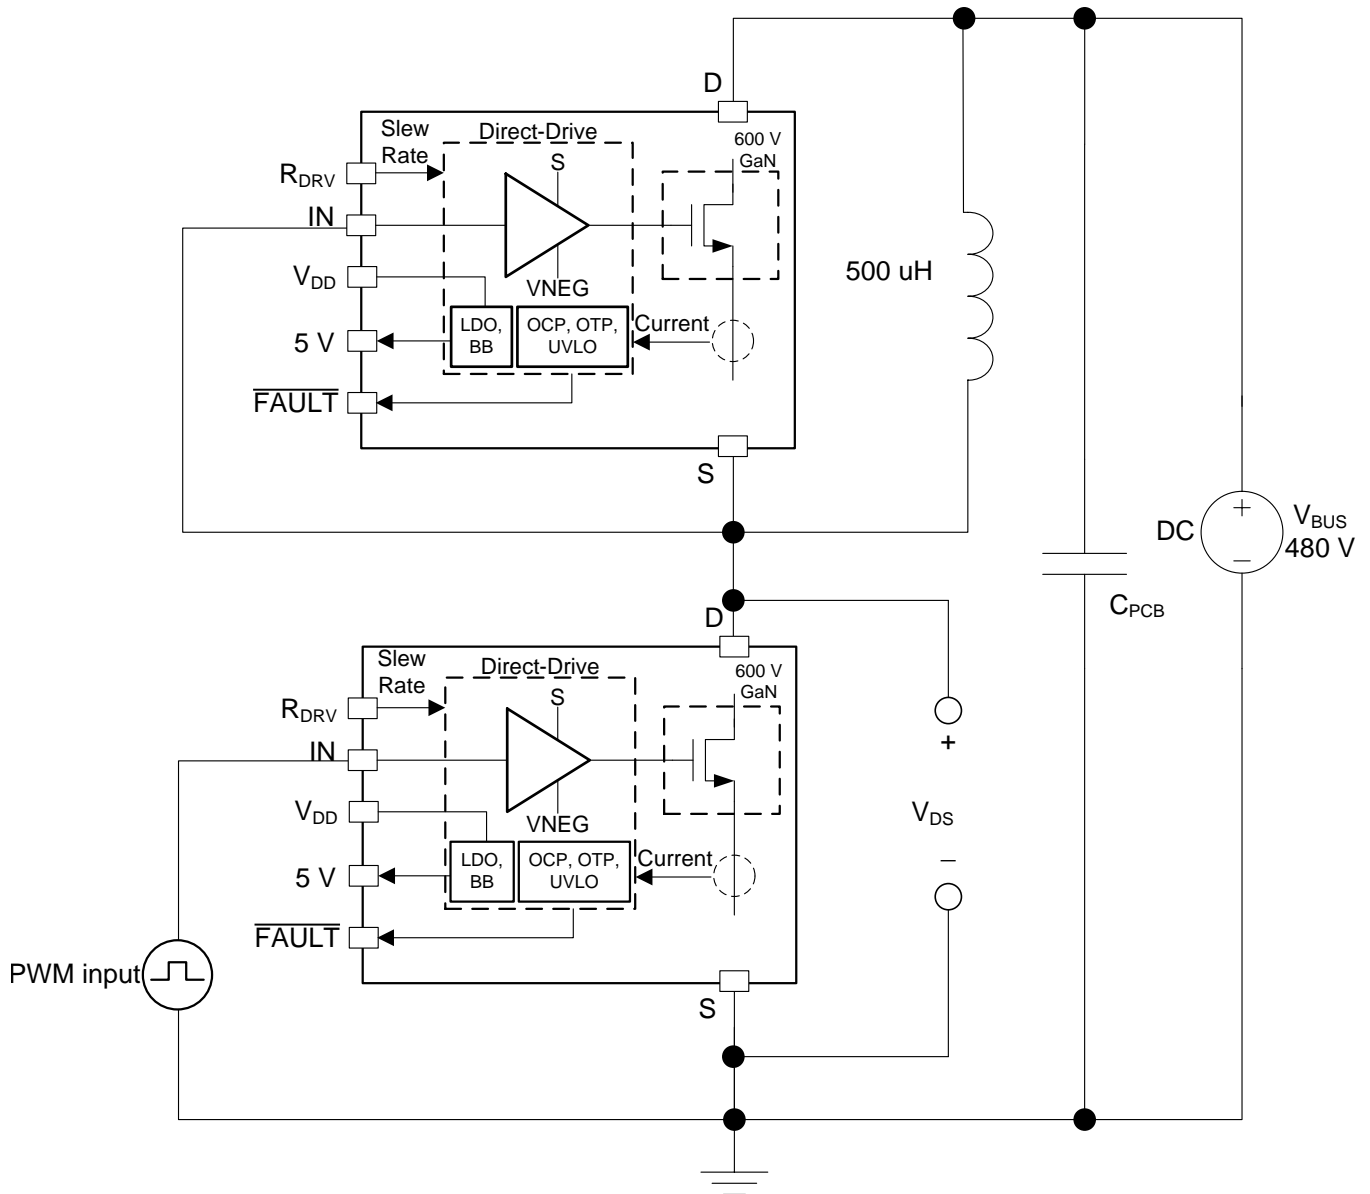 D
Slew
Rate
Direct-Drive
600 V
GaN
S
RDRV
IN
VDD
VNEG
5 V
LDO,
BB
OCP, OTP,
UVLO
Current
FAULT
S
500 uH
DC
+
–
VBUS
480 V
CPCB
D
Slew
Rate
Direct-Drive
600 V
GaN
S
RDRV
IN
VDD
VNEG
5 V
LDO,
BB
OCP, OTP,
UVLO
Current
FAULT
S
+
VDS
–
PWM input